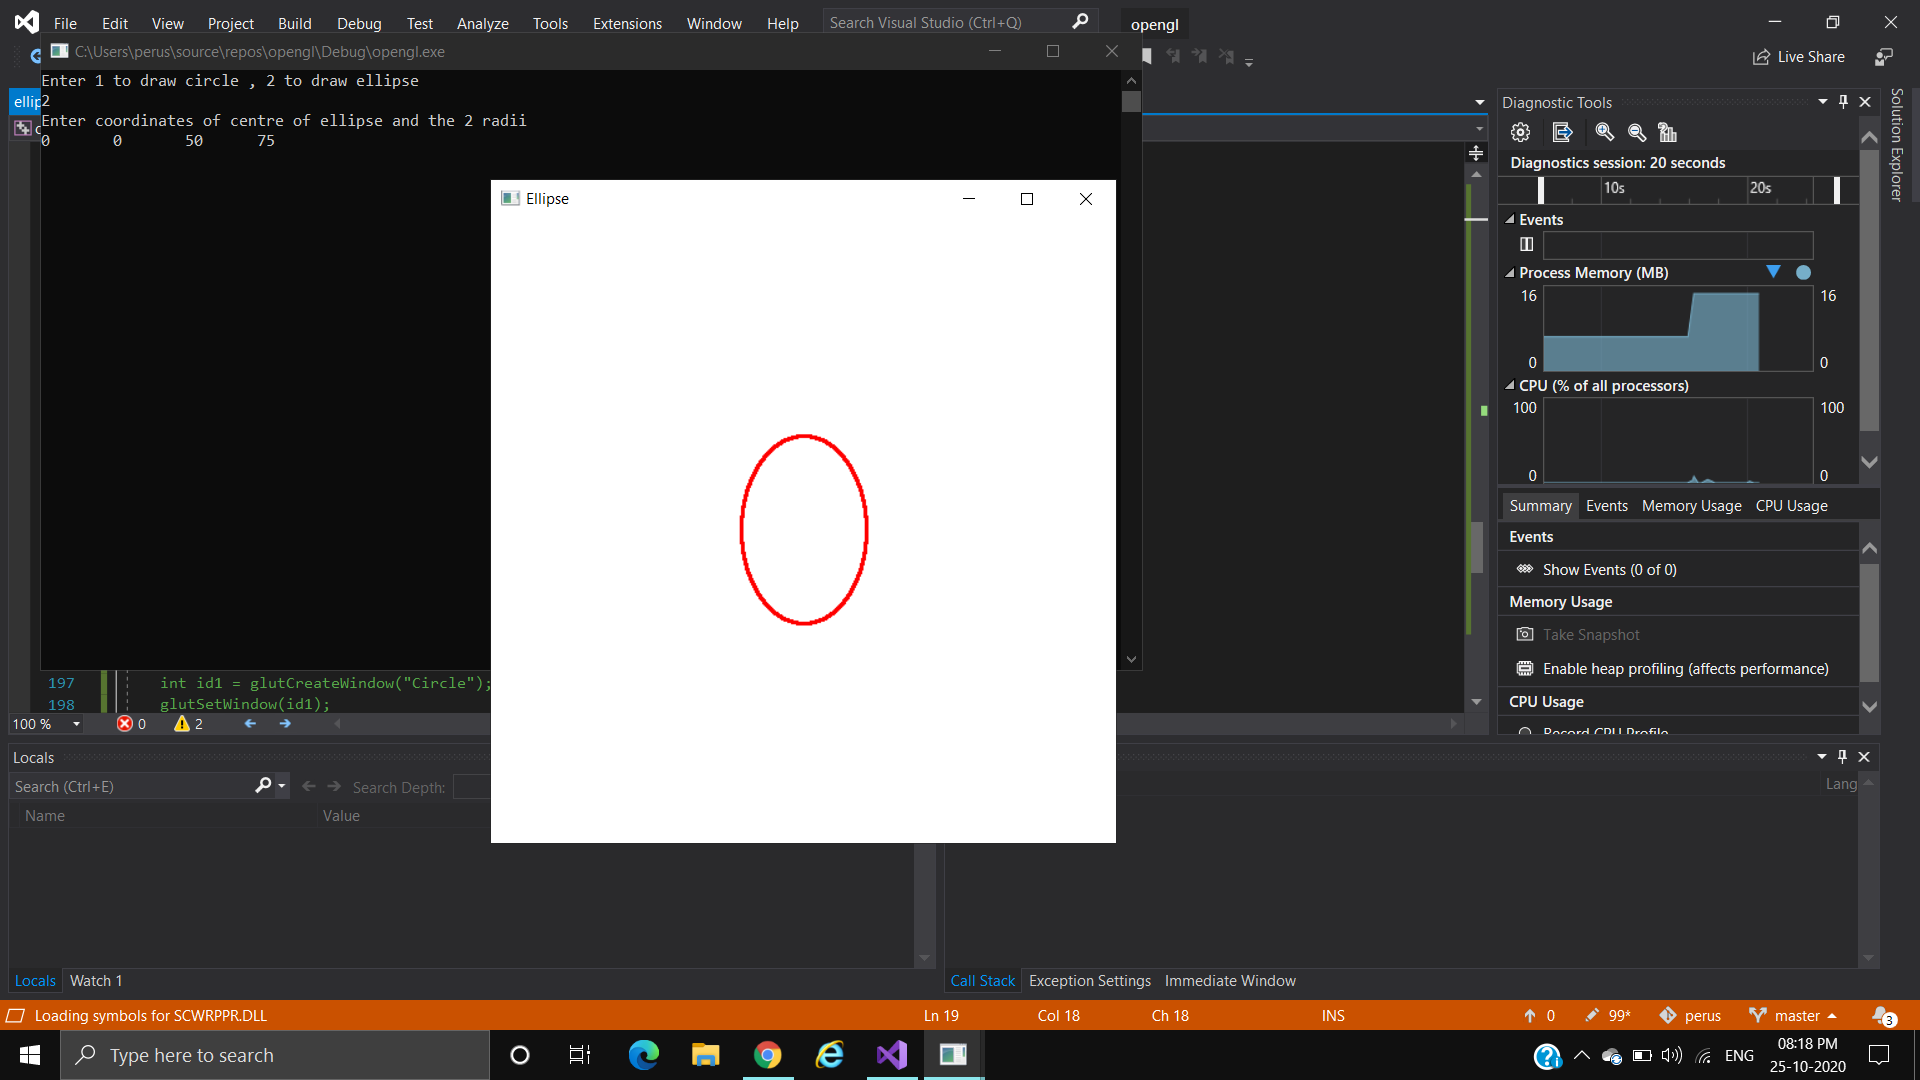 File Edit View Project Build Debug Test Analyze Tools Extensions Window Help Search Visual Studio (Ctrl+Q) opengl
C:\Users\perus\source\repos\opengl\Debug\opengl.exe
Live Share
Enter 1 to draw circle , 2 to draw ellipse
2
Enter coordinates of centre of ellipse and the 2 radii
0 0 50 75
Ellipse
Diagnostic Tools
Diagnostics session: 20 seconds
10s 20s
Events
Process Memory (MB)
16 16
0 0
CPU (% of all processors)
100 100
0 0
Summary Events Memory Usage CPU Usage
Events
Show Events (0 of 0)
Memory Usage
Take Snapshot
Enable heap profiling (affects performance)
CPU Usage
Record CPU Profile
Solution Explorer
197 int id1 = glutCreateWindow("Circle");
198 glutSetWindow(id1);
100 % 0 2
Locals
Search (Ctrl+E) Search Depth:
Name Value
Lang
Locals Watch 1
Call Stack Exception Settings Immediate Window
Loading symbols for SCWRPPR.DLL Ln 19 Col 18 Ch 18 INS 0 99* perus master 3
Type here to search
ENG 08:18 PM
25-10-2020